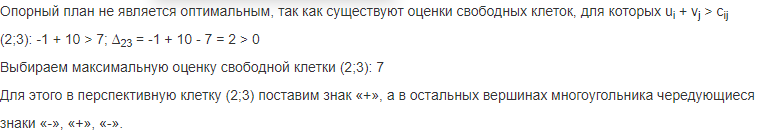 Опорный план не является оптимальным, так как существуют оценки свободных клеток, для которых uᵢ + vⱼ > cᵢⱼ
(2;3): -1 + 10 > 7; ∆₂₃ = -1 + 10 - 7 = 2 > 0
Выбираем максимальную оценку свободной клетки (2;3): 7
Для этого в перспективную клетку (2;3) поставим знак «+», а в остальных вершинах многоугольника чередующиеся
знаки «-», «+», «-».